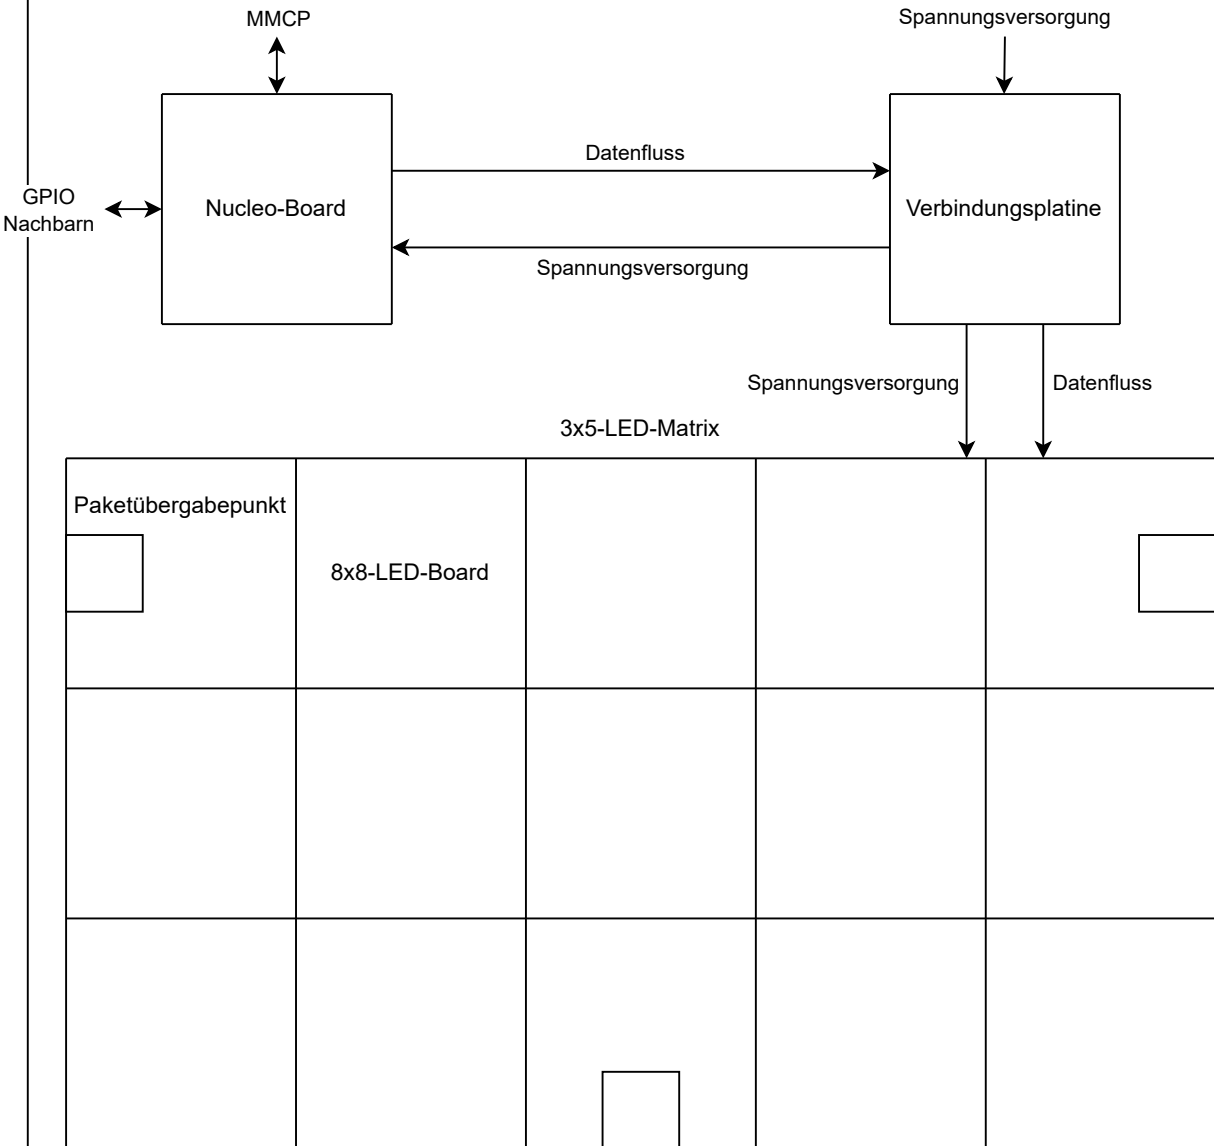 MMCP
Spannungsversorgung
Datenfluss
GPIO
Nachbarn
Nucleo-Board
Verbindungsplatine
Spannungsversorgung
Spannungsversorgung
Datenfluss
3x5-LED-Matrix
Paketübergabepunkt
8x8-LED-Board